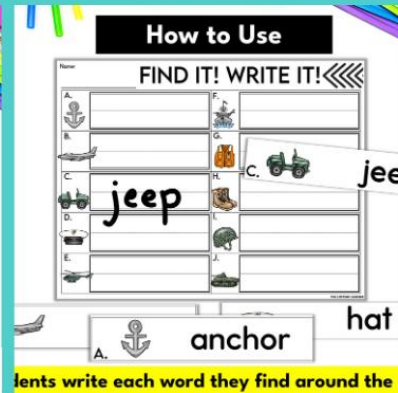 How to Use
Name:
FIND IT! WRITE IT!
A.
F.
B.
G.
C. jeep
H.
D.
I.
E.
J.
C. jee
hat
A. anchor
dents write each word they find around the